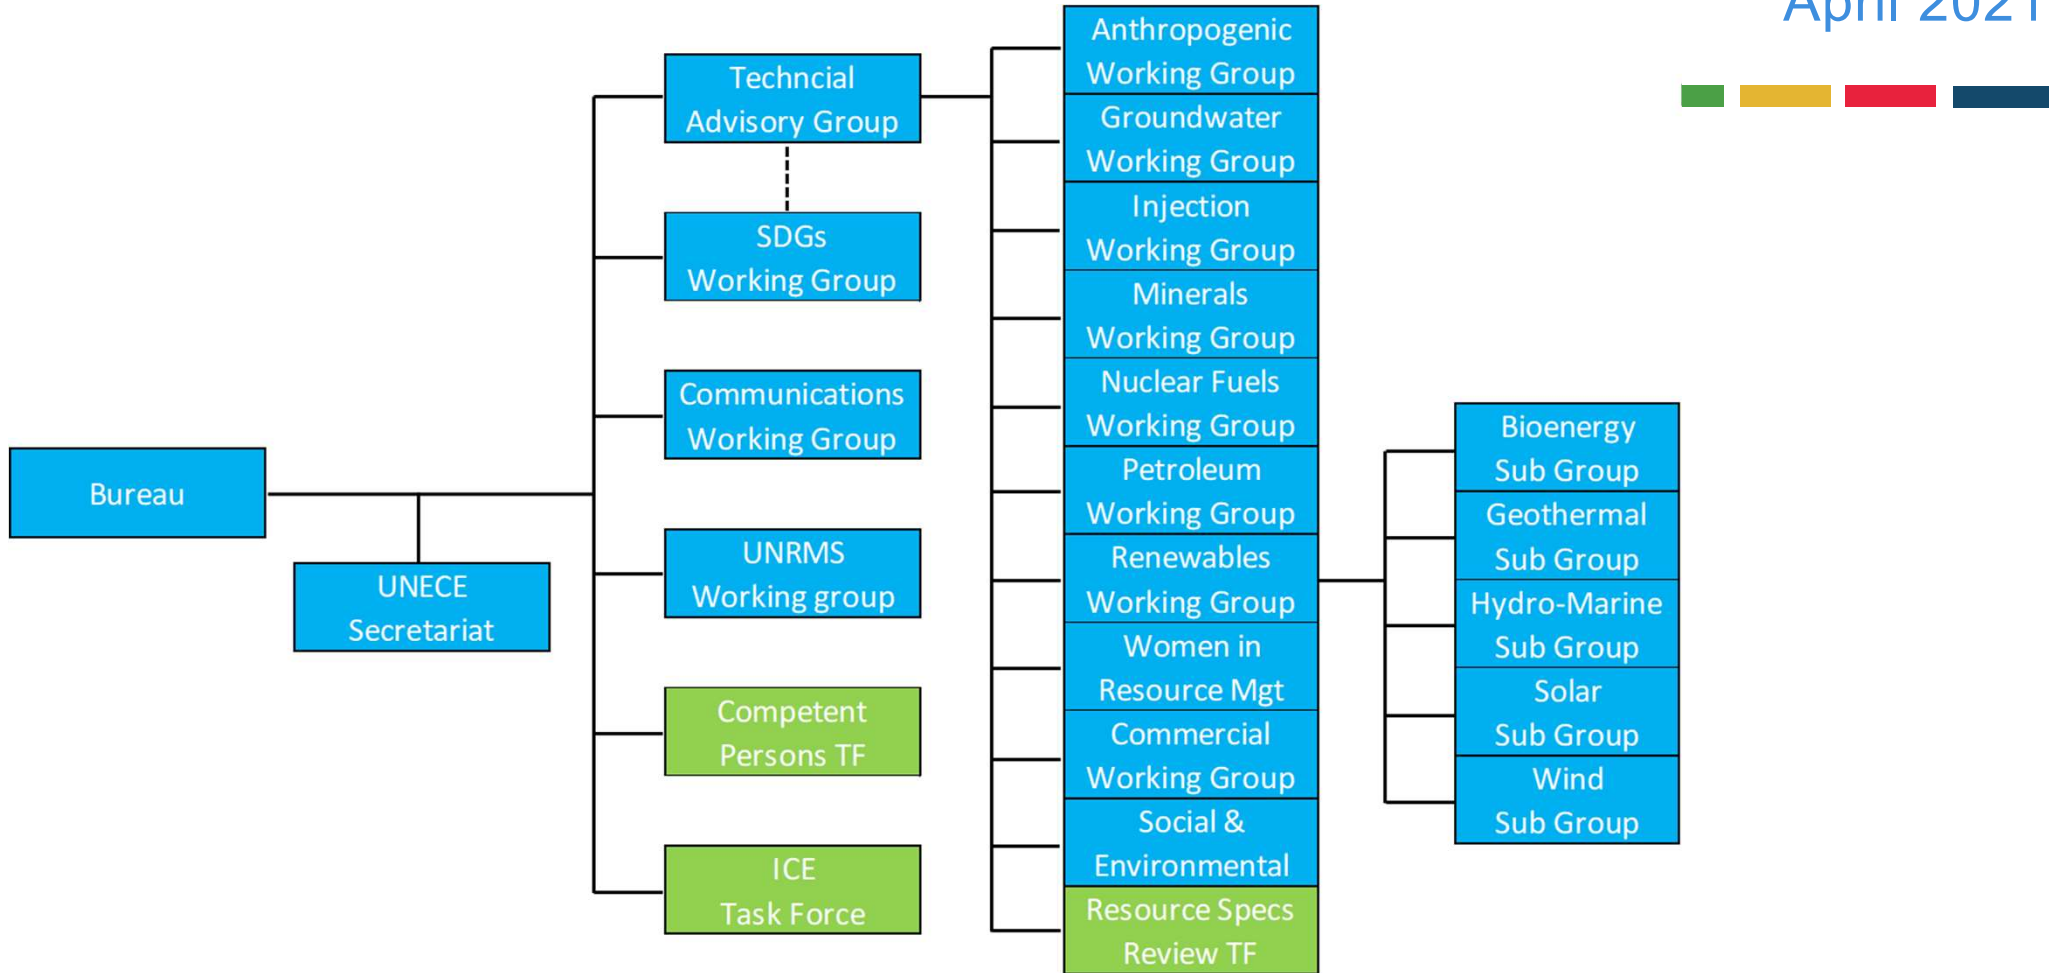 April 2021
Techncial
Advisory Group
SDGs
Working Group
Communications
Working Group
UNRMS
Working group
Competent
Persons TF
ICE
Task Force
Bureau
UNECE
Secretariat
Anthropogenic
Working Group
Groundwater
Working Group
Injection
Working Group
Minerals
Working Group
Nuclear Fuels
Working Group
Petroleum
Working Group
Renewables
Working Group
Women in
Resource Mgt
Commercial
Working Group
Social &
Environmental
Resource Specs
Review TF
Bioenergy
Sub Group
Geothermal
Sub Group
Hydro-Marine
Sub Group
Solar
Sub Group
Wind
Sub Group